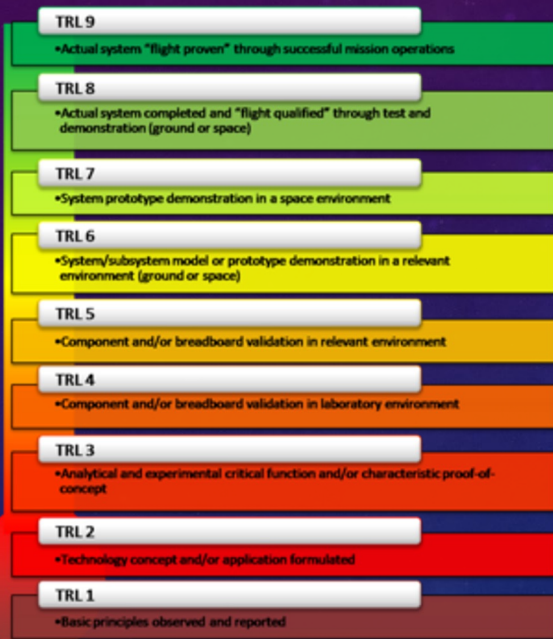 TRL 9
•Actual system “flight proven” through successful mission operations
TRL 8
•Actual system completed and “flight qualified” through test and
demonstration (ground or space)
TRL 7
•System prototype demonstration in a space environment
TRL 6
•System/subsystem model or prototype demonstration in a relevant
environment (ground or space)
TRL 5
•Component and/or breadboard validation in relevant environment
TRL 4
•Component and/or breadboard validation in laboratory environment
TRL 3
•Analytical and experimental critical function and/or characteristic proof-of-
concept
TRL 2
•Technology concept and/or application formulated
TRL 1
•Basic principles observed and reported